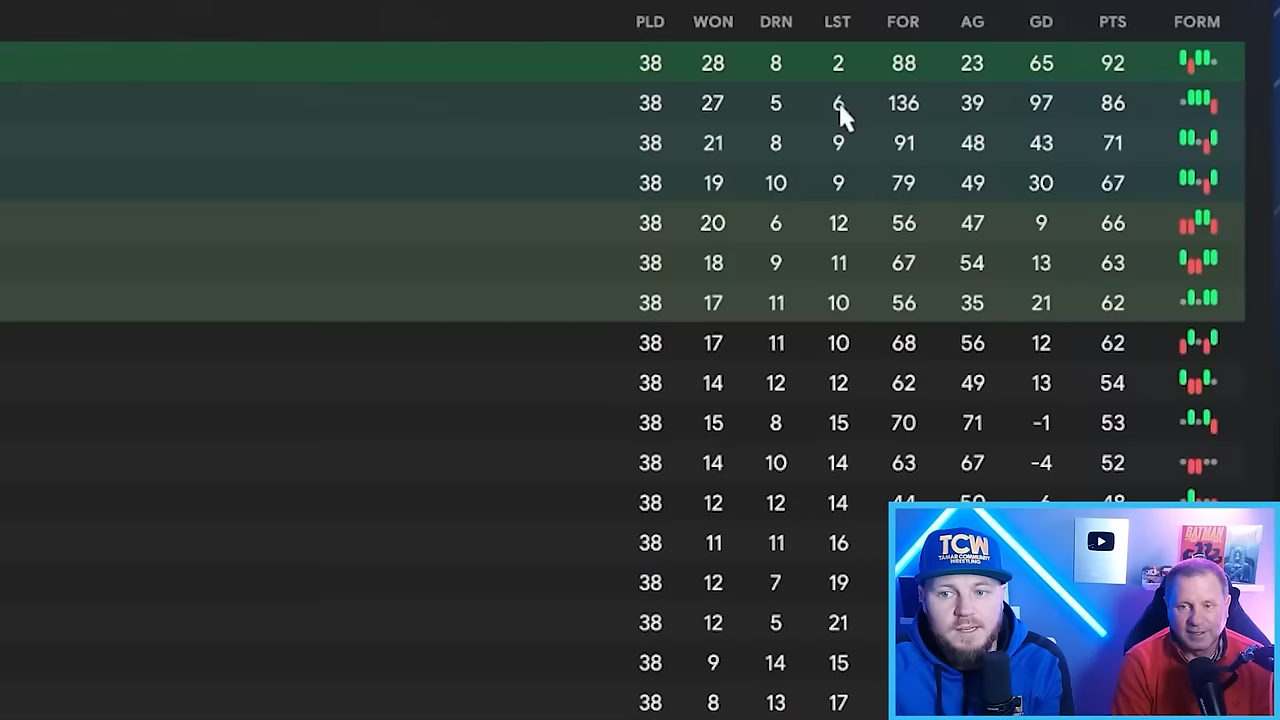 PLD WON DRN LST FOR AG GD PTS FORM
38 28 8 2 88 23 65 92
38 27 5 6 136 39 97 86
38 21 8 9 91 48 43 71
38 19 10 9 79 49 30 67
38 20 6 12 56 47 9 66
38 18 9 11 67 54 13 63
38 17 11 10 56 35 21 62
38 17 11 10 68 56 12 62
38 14 12 12 62 49 13 54
38 15 8 15 70 71 -1 53
38 14 10 14 63 67 -4 52
38 12 12 14 44 50 -6 48
38 11 11 16
38 12 7 19
38 12 5 21
38 9 14 15
38 8 13 17
TCW
TAMAR COMMUNITY
WRESTLING
BATMAN